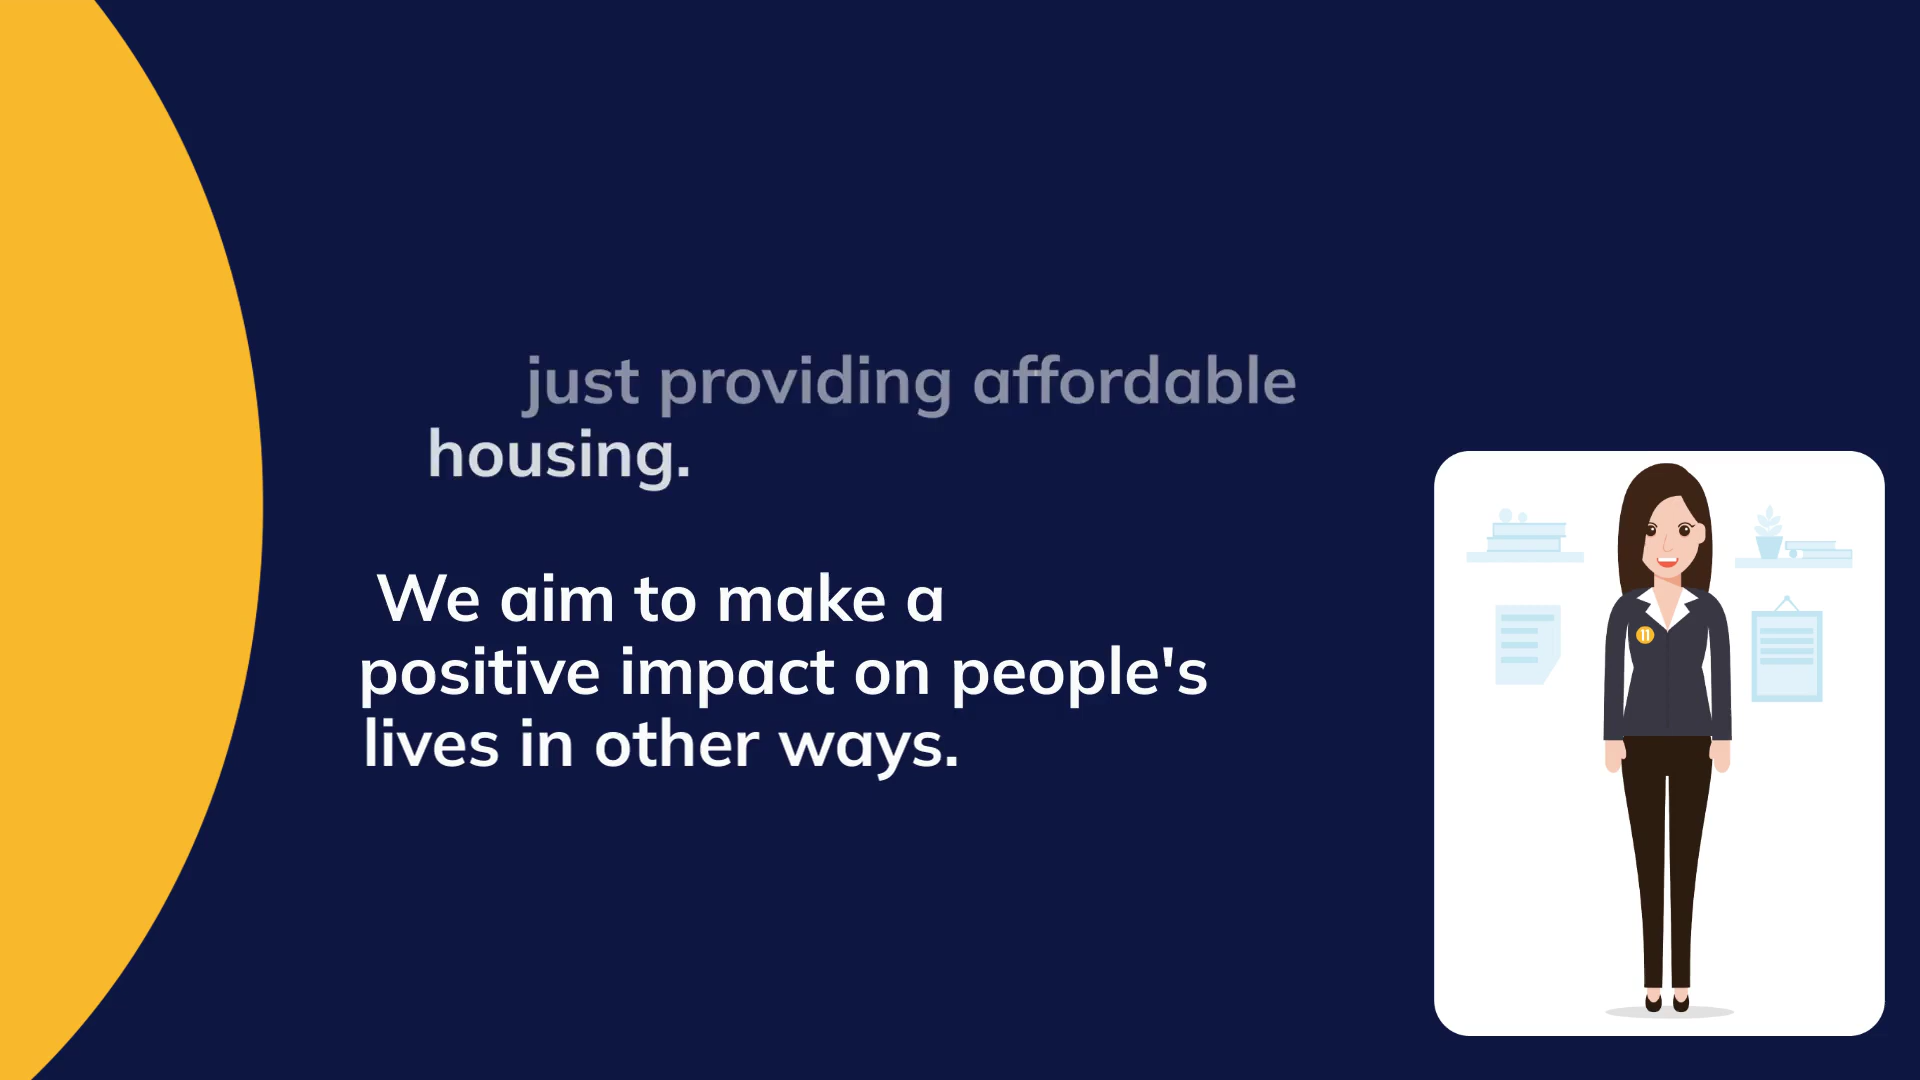 just providing affordable
housing.
We aim to make a
positive impact on people's
lives in other ways.